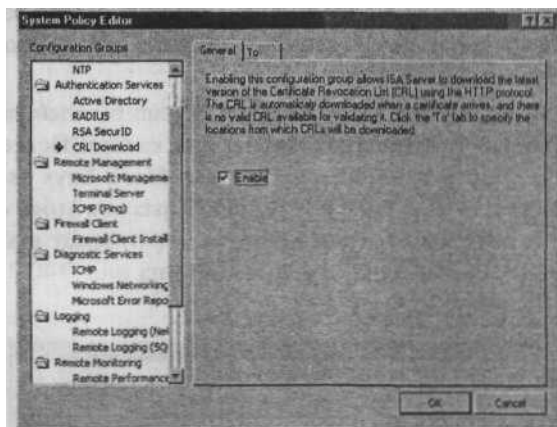 System Policy Editor
Configuration Groups
NTP
Authentication Services
Active Directory
RADIUS
RSA SecurID
CRL Download
Remote Management
Microsoft Manageme
Terminal Server
ICMP (Ping)
Firewall Client
Firewall Client Install
Diagnostic Services
ICMP
Windows Networking
Microsoft Error Repo
Logging
Remote Logging (Net
Remote Logging (SQ
Remote Monitoring
Remote Performance
General To
Enabling this configuration group allows ISA Server to download the latest
version of the Certificate Revocation List (CRL) using the HTTP protocol.
The CRL is automaticaly downloaded when a certificate arrives, and there
is no valid CRL available for validating it. Click the 'To' tab to specify the
locations from which CRLs will be downloaded.
Enable
OK Cancel